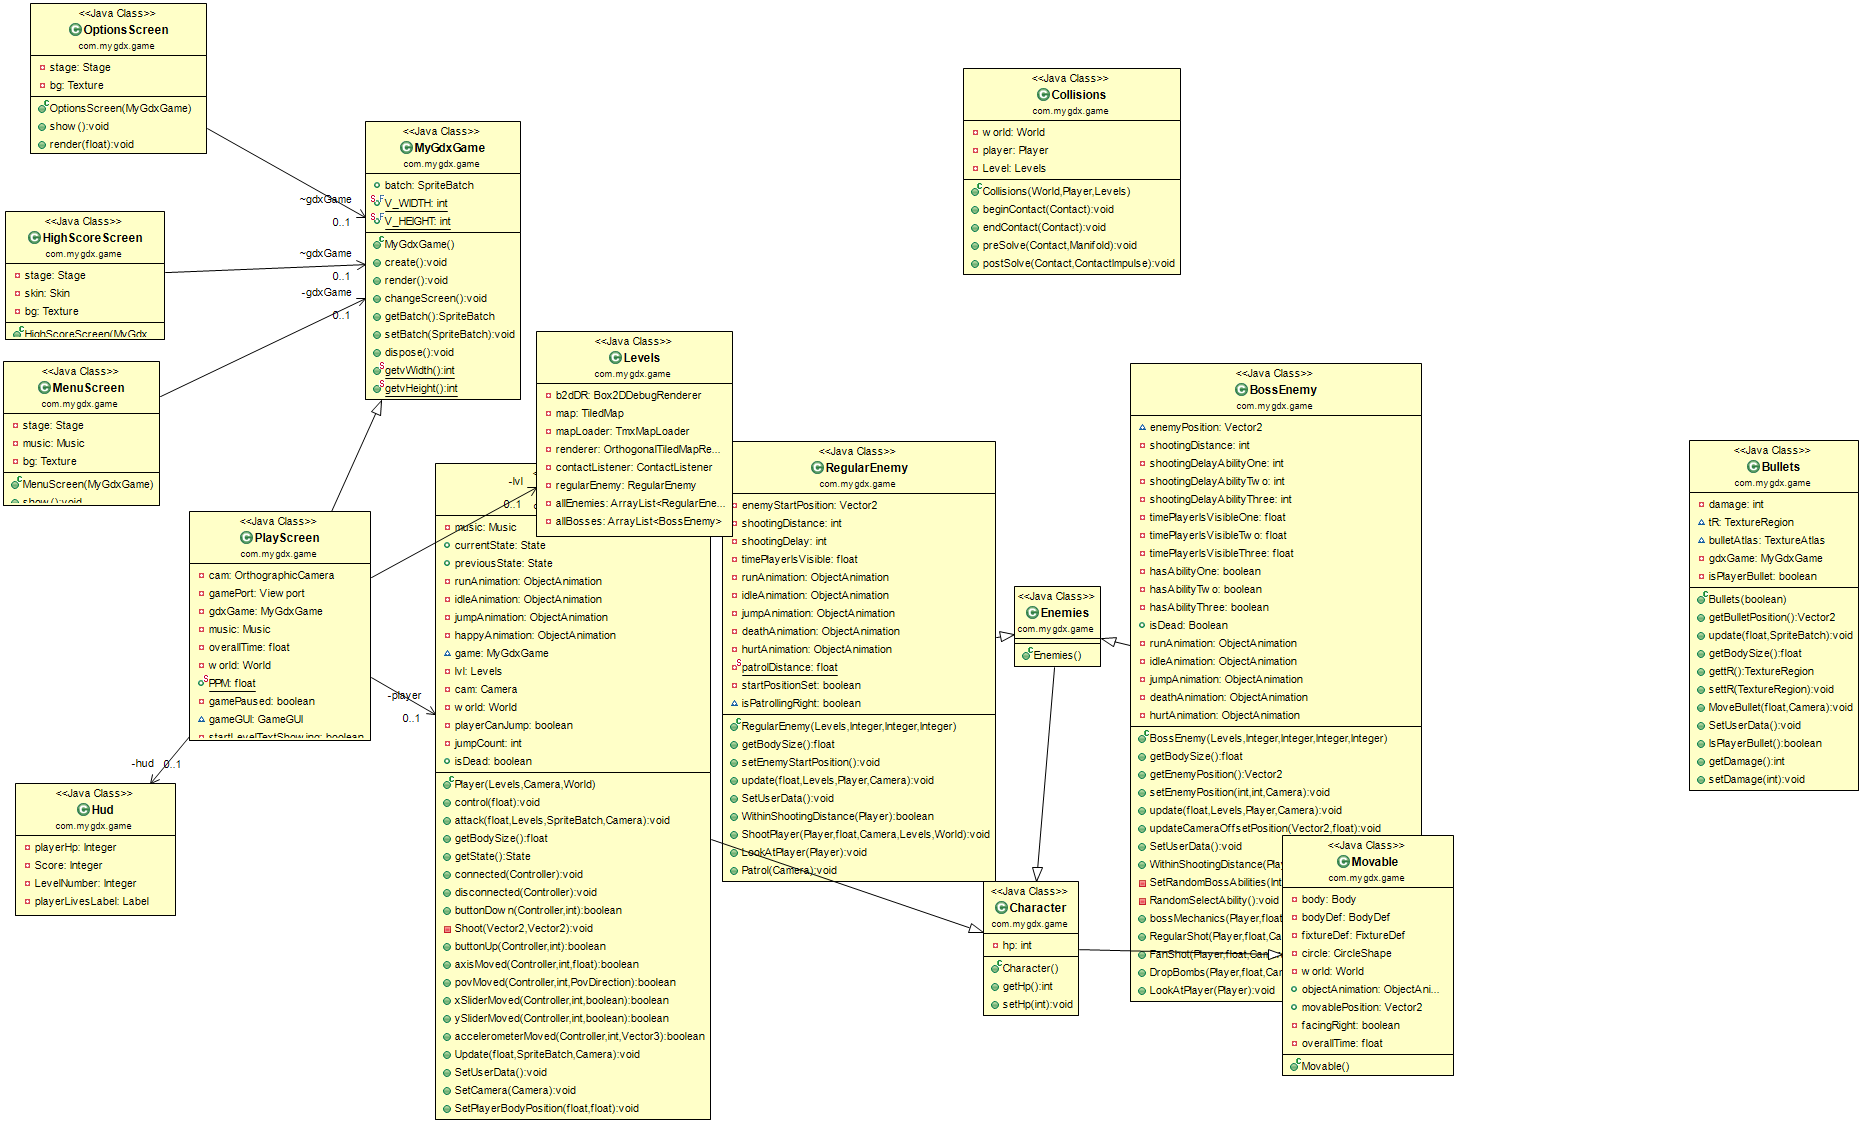 <<Java Class>>
OptionsScreen
com.mygdx.game
stage: Stage
bg: Texture
OptionsScreen(MyGdxGame)
show():void
render(float):void
<<Java Class>>
HighScoreScreen
com.mygdx.game
stage: Stage
skin: Skin
bg: Texture
HighScoreScreen(MyGdx
<<Java Class>>
MenuScreen
com.mygdx.game
stage: Stage
music: Music
bg: Texture
MenuScreen(MyGdxGame)
show():void
~gdxGame
0..1
~gdxGame
0..1
-gdxGame
0..1
<<Java Class>>
MyGdxGame
com.mygdx.game
batch: SpriteBatch
V_WIDTH: int
V_HEIGHT: int
MyGdxGame()
create():void
render():void
changeScreen():void
getBatch():SpriteBatch
setBatch(SpriteBatch):void
dispose():void
getvWidth():int
getvHeight():int
<<Java Class>>
PlayScreen
com.mygdx.game
cam: OrthographicCamera
gamePort: Viewport
gdxGame: MyGdxGame
music: Music
overallTime: float
world: World
PPM: float
gamePaused: boolean
gameGUI: GameGUI
startLevelTextShowing: boolean
-hud
0..1
<<Java Class>>
Hud
com.mygdx.game
playerHp: Integer
Score: Integer
LevelNumber: Integer
playerLivesLabel: Label
-lvl
0..1
-player
0..1
<<Java Class>>
Levels
com.mygdx.game
b2dDR: Box2DDebugRenderer
map: TiledMap
mapLoader: TmxMapLoader
renderer: OrthogonalTiledMapRe...
contactListener: ContactListener
regularEnemy: RegularEnemy
allEnemies: ArrayList<RegularEne...
allBosses: ArrayList<BossEnemy>
music: Music
currentState: State
previousState: State
runAnimation: ObjectAnimation
idleAnimation: ObjectAnimation
jumpAnimation: ObjectAnimation
happyAnimation: ObjectAnimation
game: MyGdxGame
lvl: Levels
cam: Camera
world: World
playerCanJump: boolean
jumpCount: int
isDead: boolean
Player(Levels,Camera,World)
control(float):void
attack(float,Levels,SpriteBatch,Camera):void
getBodySize():float
getState():State
connected(Controller):void
disconnected(Controller):void
buttonDown(Controller,int):boolean
Shoot(Vector2,Vector2):void
buttonUp(Controller,int):boolean
axisMoved(Controller,int,float):boolean
povMoved(Controller,int,PovDirection):boolean
xSliderMoved(Controller,int,boolean):boolean
ySliderMoved(Controller,int,boolean):boolean
accelerometerMoved(Controller,int,Vector3):boolean
Update(float,SpriteBatch,Camera):void
SetUserData():void
SetCamera(Camera):void
SetPlayerBodyPosition(float,float):void
<<Java Class>>
RegularEnemy
com.mygdx.game
enemyStartPosition: Vector2
shootingDistance: int
shootingDelay: int
timePlayerIsVisible: float
runAnimation: ObjectAnimation
idleAnimation: ObjectAnimation
jumpAnimation: ObjectAnimation
deathAnimation: ObjectAnimation
hurtAnimation: ObjectAnimation
patrolDistance: float
startPositionSet: boolean
isPatrollingRight: boolean
RegularEnemy(Levels,Integer,Integer,Integer)
getBodySize():float
setEnemyStartPosition():void
update(float,Levels,Player,Camera):void
SetUserData():void
WithinShootingDistance(Player):boolean
ShootPlayer(Player,float,Camera,Levels,World):void
LookAtPlayer(Player):void
Patrol(Camera):void
<<Java Class>>
Collisions
com.mygdx.game
world: World
player: Player
Level: Levels
Collisions(World,Player,Levels)
beginContact(Contact):void
endContact(Contact):void
preSolve(Contact,Manifold):void
postSolve(Contact,ContactImpulse):void
<<Java Class>>
Enemies
com.mygdx.game
Enemies()
<<Java Class>>
Character
com.mygdx.game
hp: int
Character()
getHp():int
setHp(int):void
<<Java Class>>
BossEnemy
com.mygdx.game
enemyPosition: Vector2
shootingDistance: int
shootingDelayAbilityOne: int
shootingDelayAbilityTwo: int
shootingDelayAbilityThree: int
timePlayerIsVisibleOne: float
timePlayerIsVisibleTwo: float
timePlayerIsVisibleThree: float
hasAbilityOne: boolean
hasAbilityTwo: boolean
hasAbilityThree: boolean
isDead: Boolean
runAnimation: ObjectAnimation
idleAnimation: ObjectAnimation
jumpAnimation: ObjectAnimation
deathAnimation: ObjectAnimation
hurtAnimation: ObjectAnimation
BossEnemy(Levels,Integer,Integer,Integer,Integer)
getBodySize():float
getEnemyPosition():Vector2
setEnemyPosition(int,int,Camera):void
update(float,Levels,Player,Camera):void
updateCameraOffsetPosition(Vector2,float):void
SetUserData():void
WithinShootingDistance(Play
SetRandomBossAbilities(Int
RandomSelectAbility():void
bossMechanics(Player,float
RegularShot(Player,float,Ca
FanShot(Player,float,Cam
DropBombs(Player,float,Car
LookAtPlayer(Player):void
<<Java Class>>
Movable
com.mygdx.game
body: Body
bodyDef: BodyDef
fixtureDef: FixtureDef
circle: CircleShape
world: World
objectAnimation: ObjectAni...
movablePosition: Vector2
facingRight: boolean
overallTime: float
Movable()
<<Java Class>>
Bullets
com.mygdx.game
damage: int
tR: TextureRegion
bulletAtlas: TextureAtlas
gdxGame: MyGdxGame
isPlayerBullet: boolean
Bullets(boolean)
getBulletPosition():Vector2
update(float,SpriteBatch):void
getBodySize():float
gettR():TextureRegion
settR(TextureRegion):void
MoveBullet(float,Camera):void
SetUserData():void
IsPlayerBullet():boolean
getDamage():int
setDamage(int):void